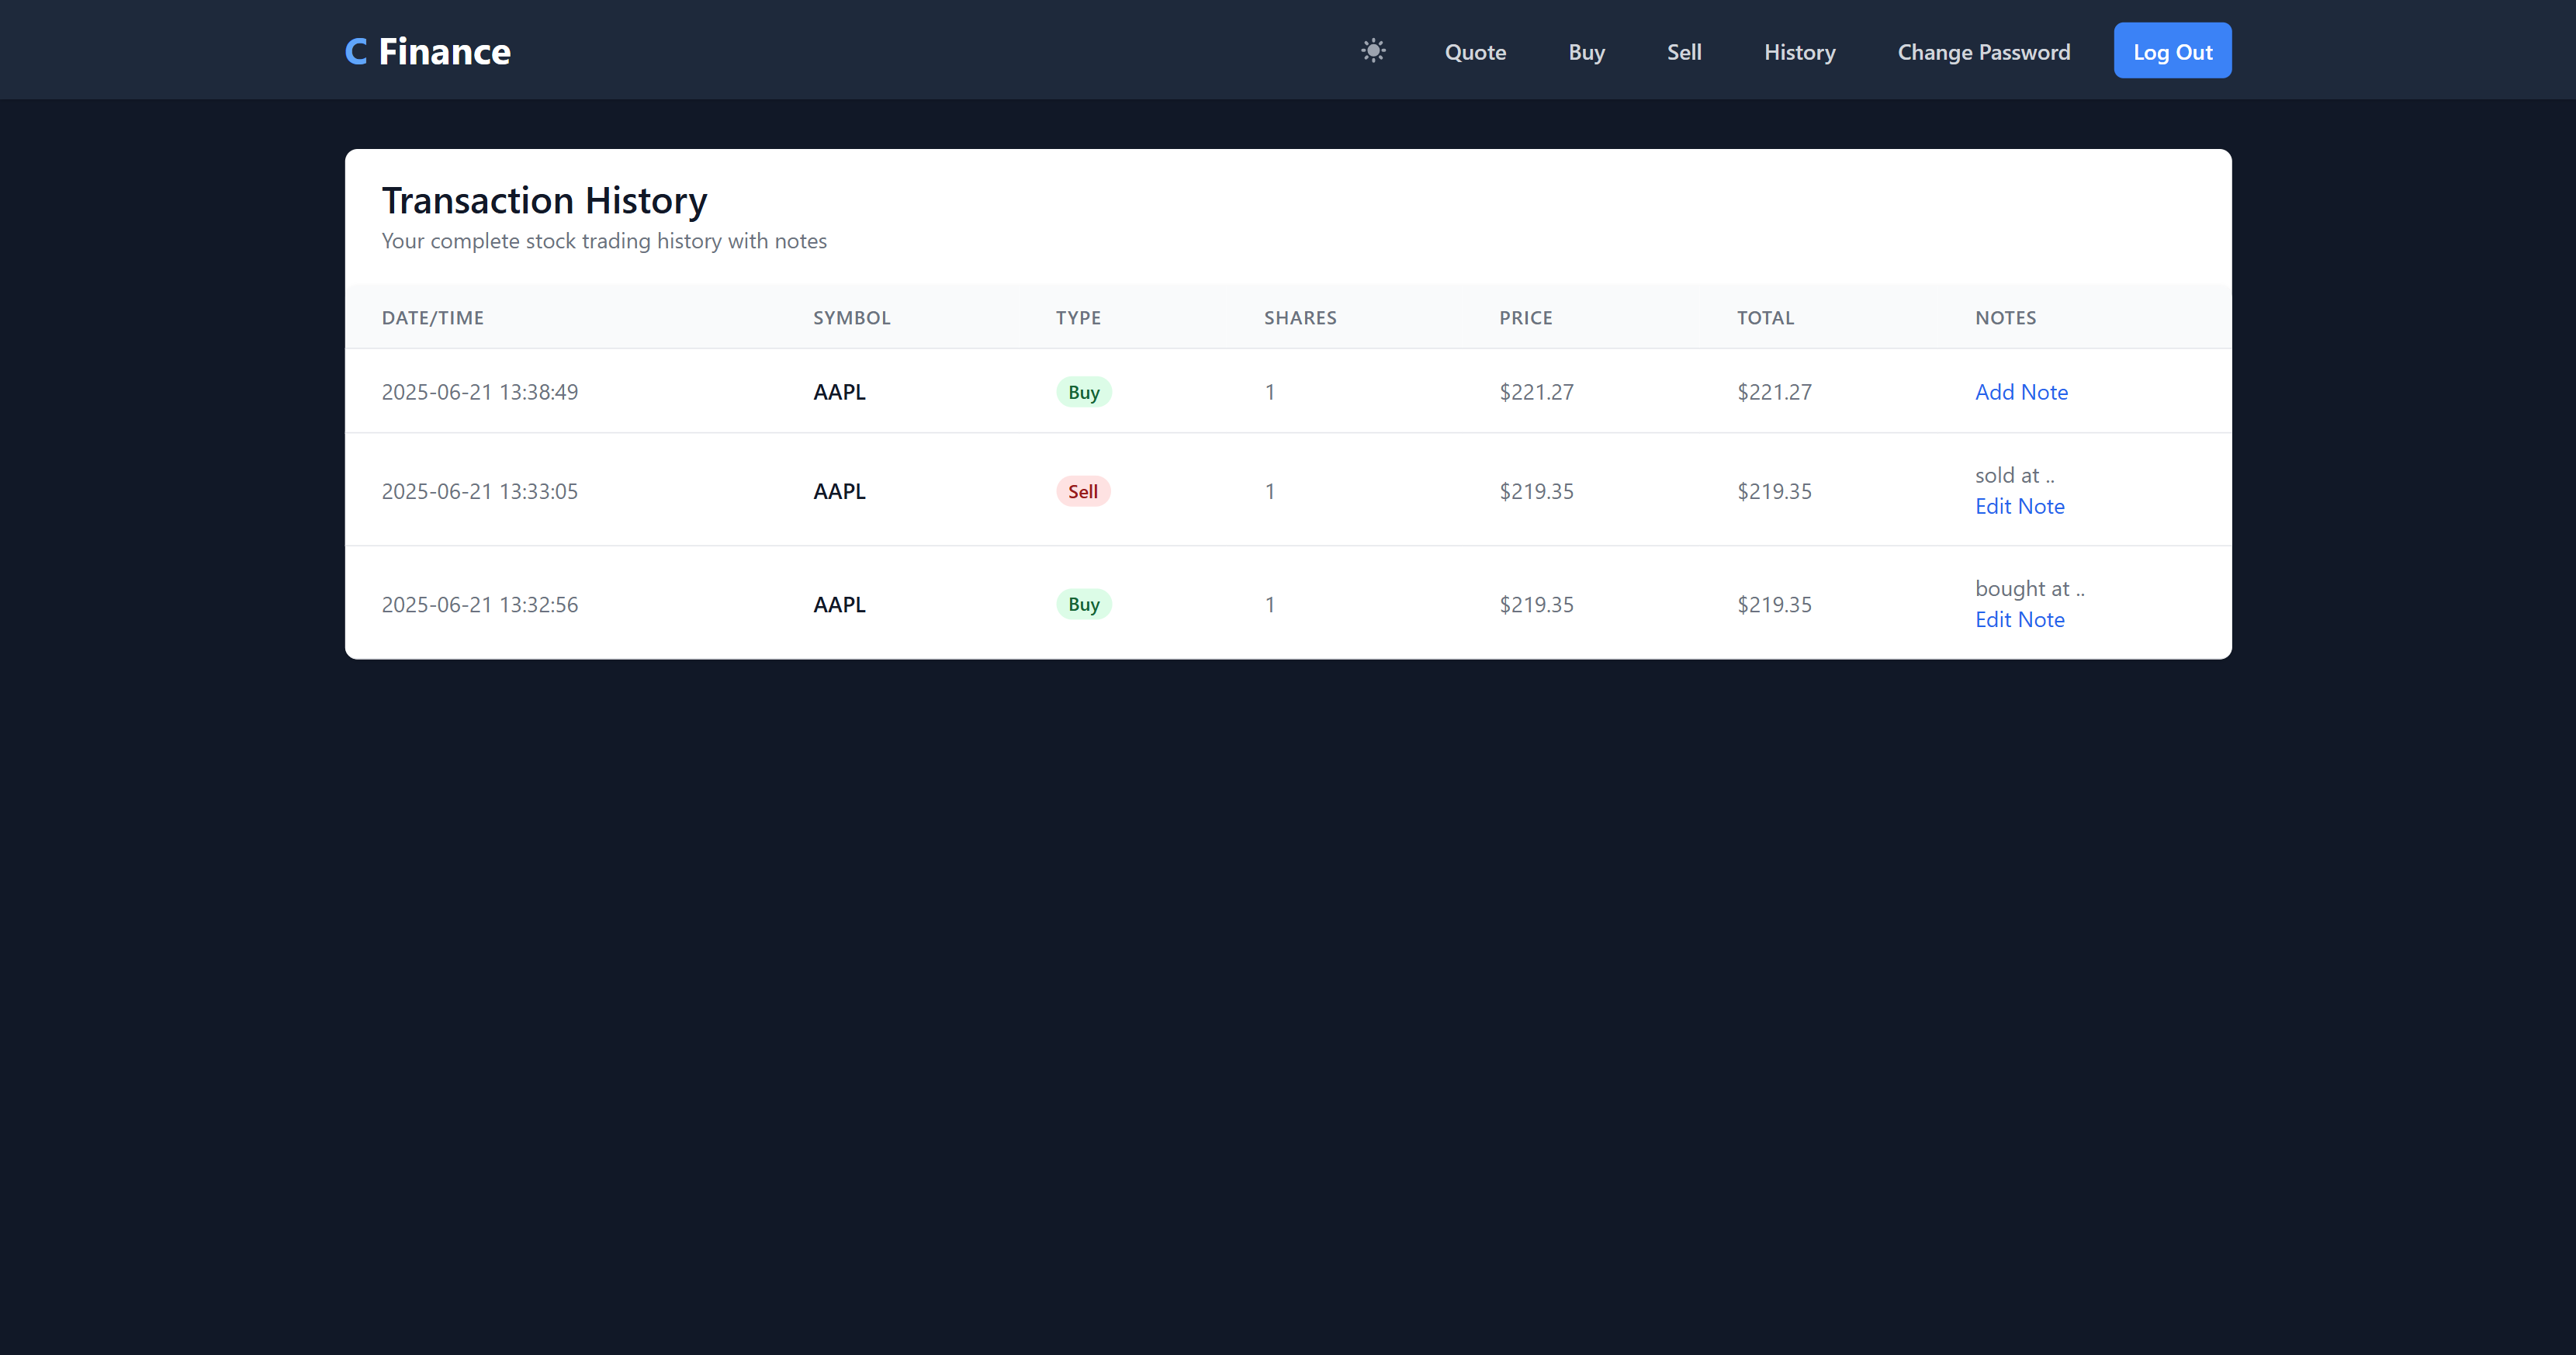 C Finance
Quote Buy Sell History Change Password Log Out
Transaction History
Your complete stock trading history with notes
DATE/TIME SYMBOL TYPE SHARES PRICE TOTAL NOTES
2025-06-21 13:38:49 AAPL Buy 1 $221.27 $221.27 Add Note
2025-06-21 13:33:05 AAPL Sell 1 $219.35 $219.35 sold at ..
Edit Note
2025-06-21 13:32:56 AAPL Buy 1 $219.35 $219.35 bought at ..
Edit Note